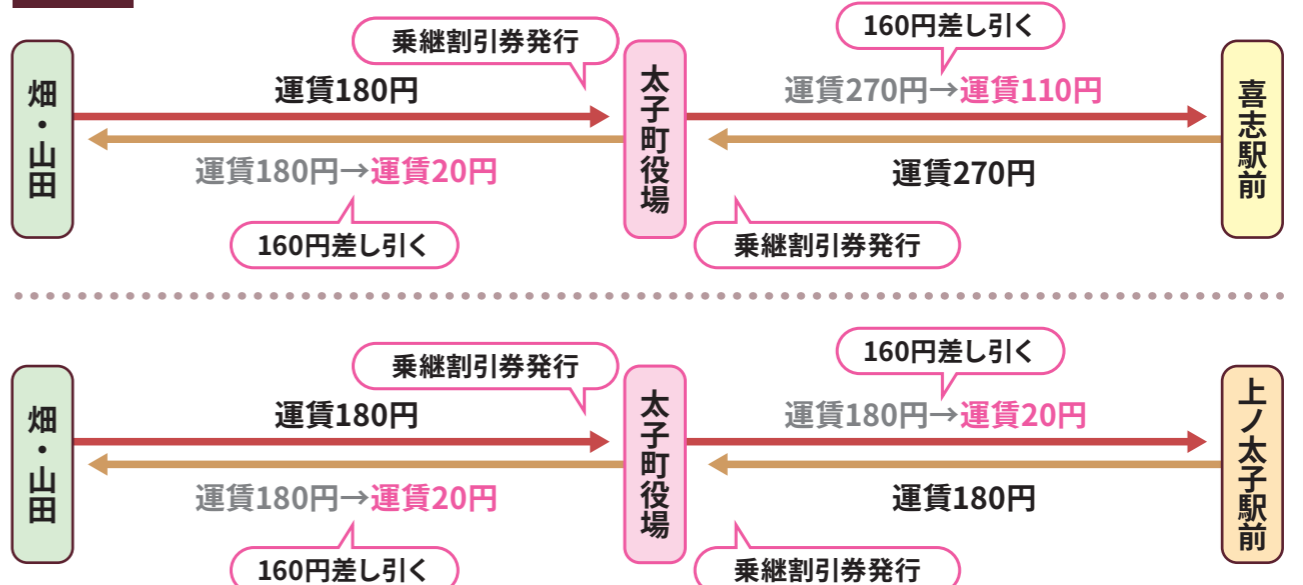 160円差し引く
乗継割引券発行
運賃180円
運賃270円→運賃110円
畑・山田
太子町役場
喜志駅前
運賃180円→運賃20円
運賃270円
160円差し引く
乗継割引券発行
160円差し引く
乗継割引券発行
運賃180円
運賃180円→運賃20円
畑・山田
太子町役場
上ノ太子駅前
運賃180円→運賃20円
運賃180円
160円差し引く
乗継割引券発行